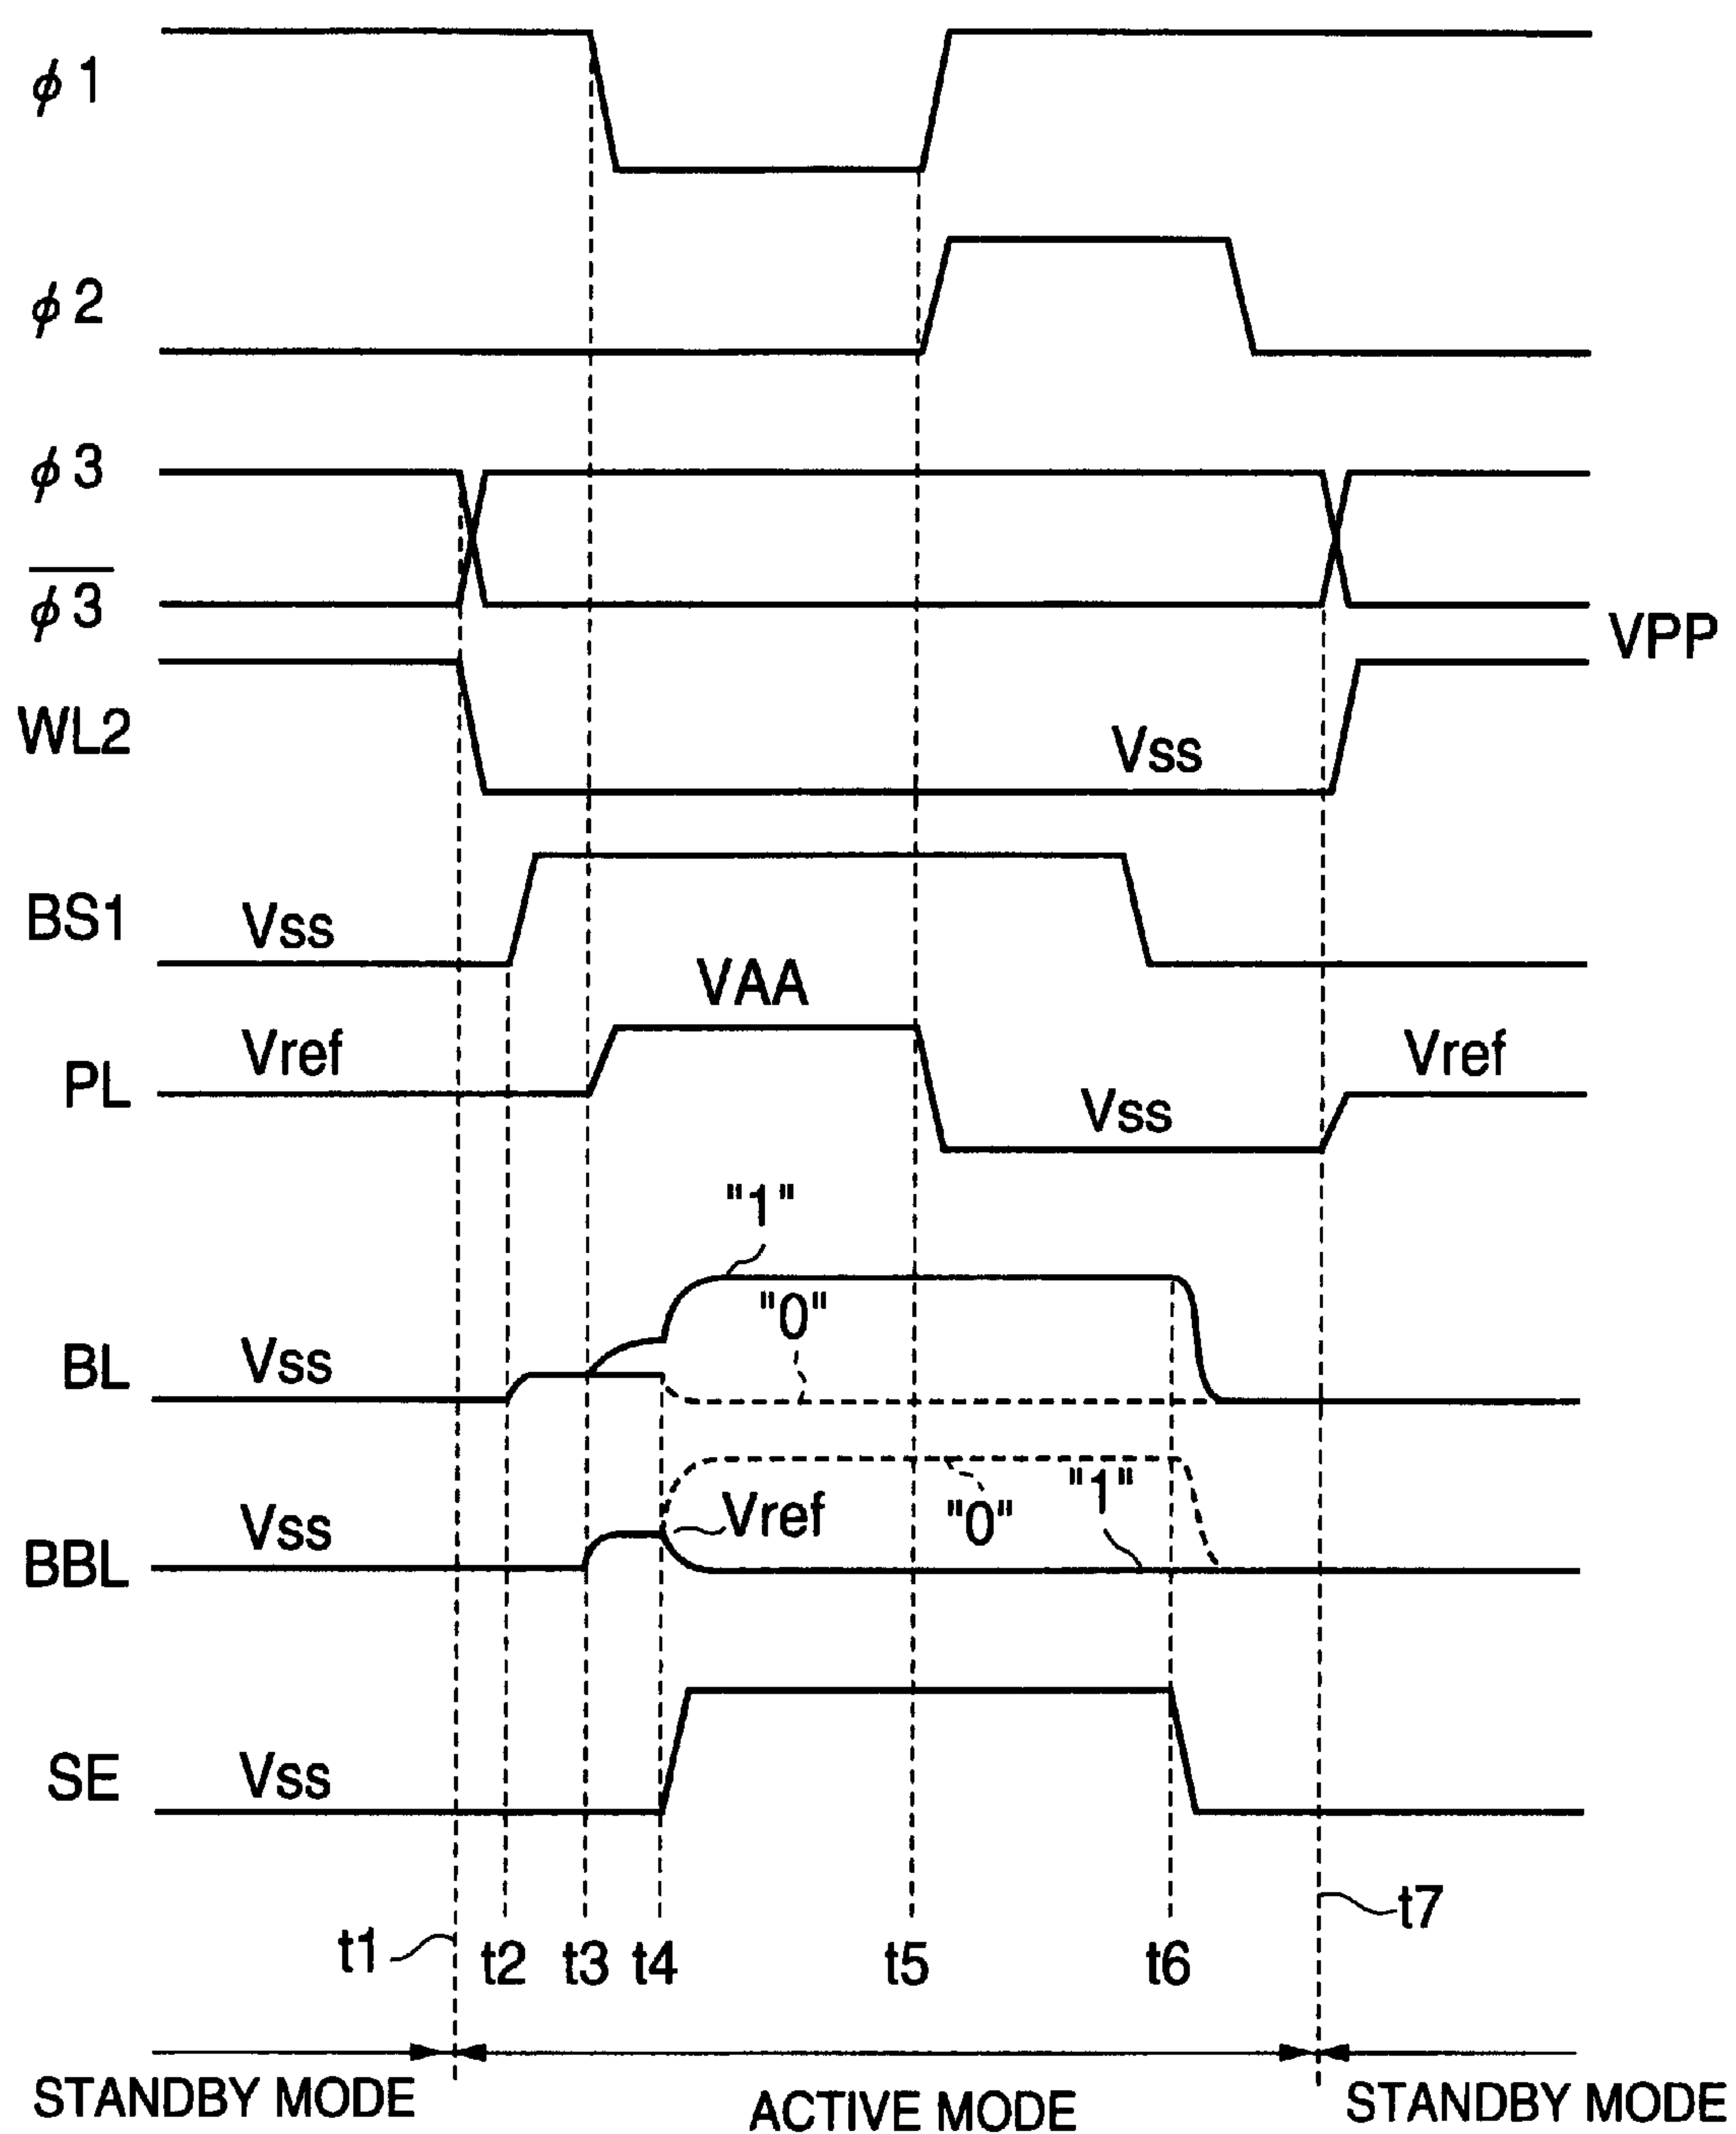 ϕ1
ϕ2
ϕ3
ϕ̅3̅
VPP
WL2
Vss
BS1
Vss
VAA
PL
Vref
Vss
Vref
"1"
"0"
BL
Vss
BBL
Vss
Vref
"0"
"1"
SE
Vss
t1
t2
t3
t4
t5
t6
t7
STANDBY MODE
ACTIVE MODE
STANDBY MODE